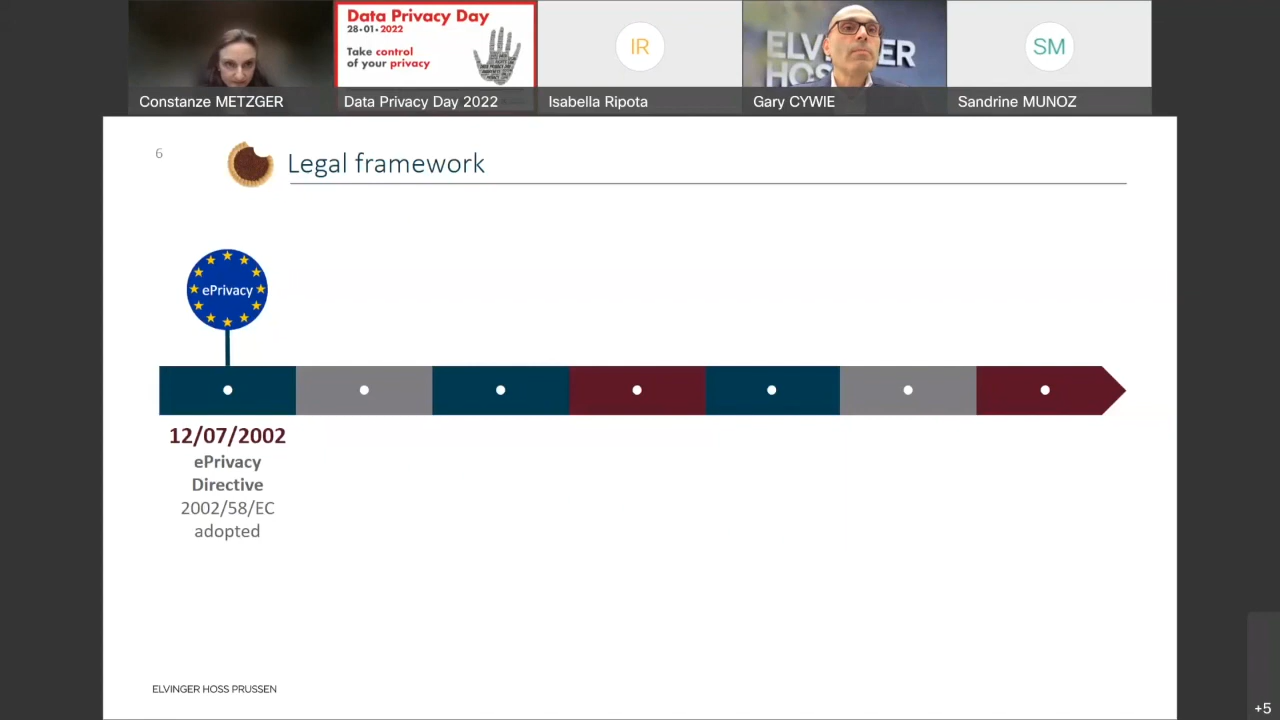 Data Privacy Day
28•01•2022
Take control
of your privacy
IR
ELVINGER
HOSS
SM
Constanze METZGER
Data Privacy Day 2022
Isabella Ripota
Gary CYWIE
Sandrine MUNOZ
6
Legal framework
ePrivacy
12/07/2002
ePrivacy
Directive
2002/58/EC
adopted
ELVINGER HOSS PRUSSEN
+5